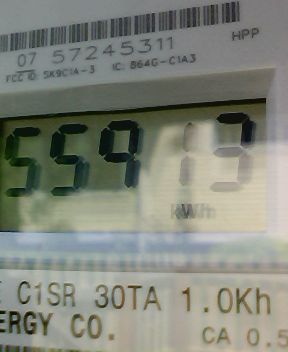 07 57245311
HPP
FCC ID: SK9C1A-3 IC: 864G-C1A3
55913
kWh
C1SR 30TA 1.0Kh
ERGY CO.
CA 0.5